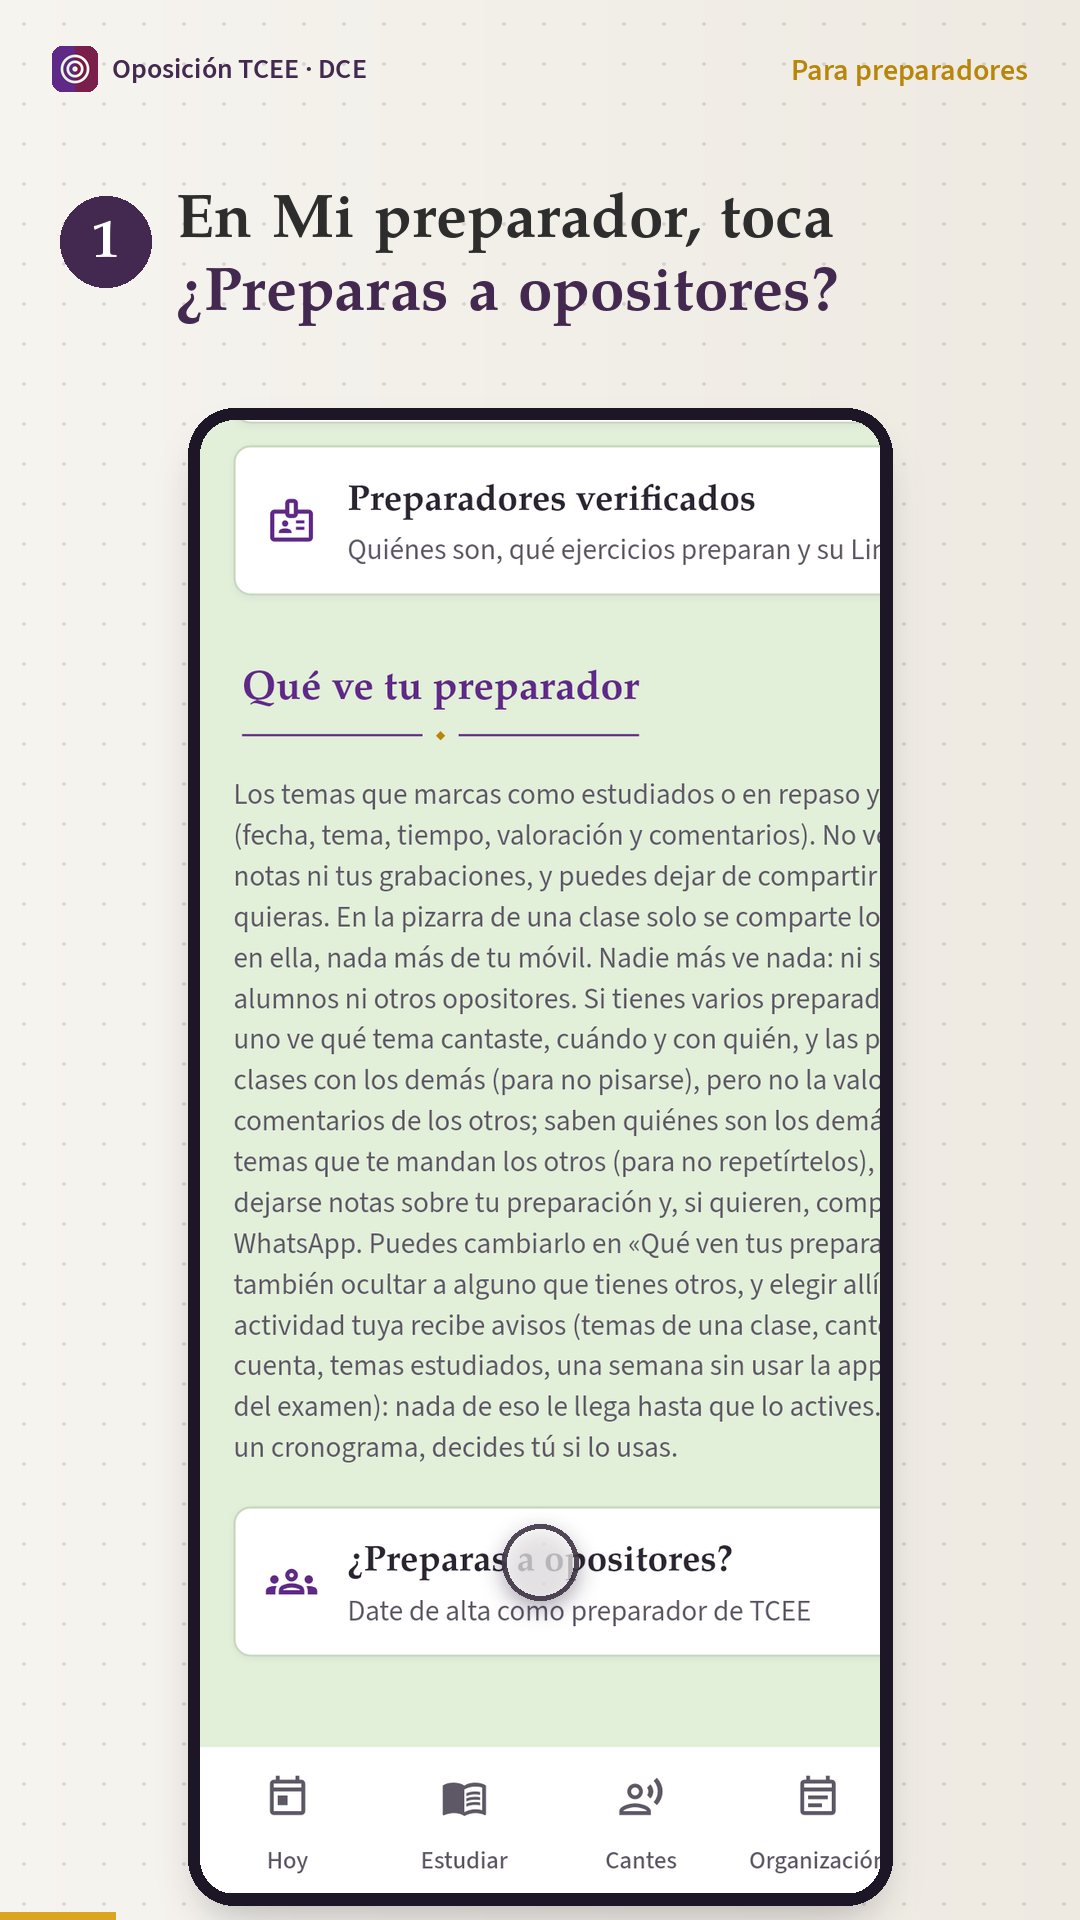 Oposición TCEE · DCE
Para preparadores
1
En Mi preparador, toca
¿Preparas a opositores?
Preparadores verificados
Quiénes son, qué ejercicios preparan y su
Qué ve tu preparador
Los temas que marcas como estudiados o en repaso y
(fecha, tema, tiempo, valoración y comentarios). No
notas ni tus grabaciones, y puedes dejar de compartir
quieras. En la pizarra de una clase solo se comparte lo
en ella, nada más de tu móvil. Nadie más ve nada: ni
alumnos ni otros opositores. Si tienes varios
uno ve qué tema cantaste, cuándo y con quién, y las
clases con los demás (para no pisarse), pero no la
comentarios de los otros; saben quiénes son los
temas que te mandan los otros (para no repetírtelos),
dejarse notas sobre tu preparación y, si quieren,
WhatsApp. Puedes cambiarlo en «Qué ven tus
también ocultar a alguno que tienes otros, y elegir allí
actividad tuya recibe avisos (temas de una clase,
cuenta, temas estudiados, una semana sin usar la app
del examen): nada de eso le llega hasta que lo actives.
un cronograma, decides tú si lo usas.
¿Preparas a opositores?
Date de alta como preparador de TCEE
Hoy
Estudiar
Cantes
Organización